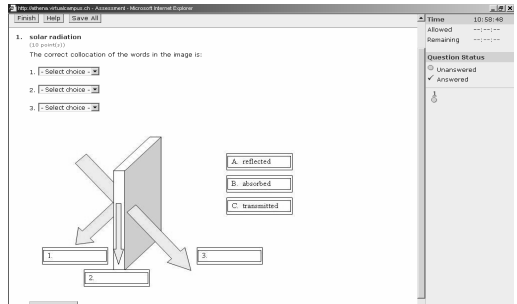 http://athena.virtualcampus.ch - Assessment - Microsoft Internet Explorer
Finish Help Save All
Time 10:58:48
Allowed --:--:--
Remaining --:--:--
Question Status
Unanswered
✓ Answered
1
1. solar radiation
(10 point(s))
The correct collocation of the words in the image is:
1. - Select choice -
2. - Select choice -
3. - Select choice -
A. reflected
B. absorbed
C. transmitted
1.
3.
2.